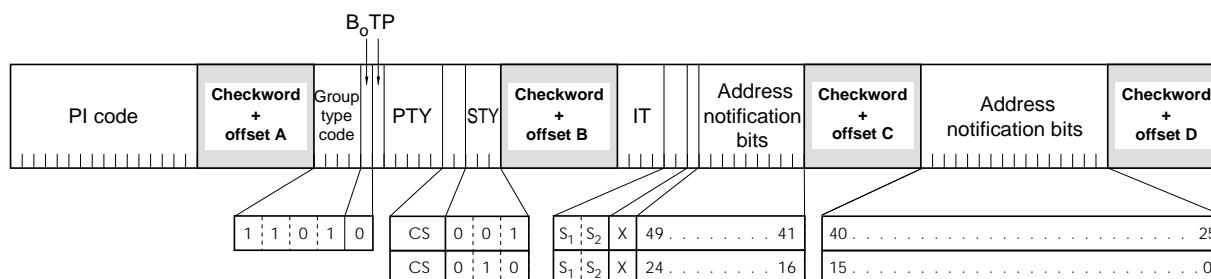 BoTP
PI code
Checkword
+
offset A
Group
type
code
PTY
STY
Checkword
+
offset B
IT
Address
notification
bits
Checkword
+
offset C
Address
notification bits
Checkword
+
offset D
1 1 0 1 0
CS 0 0 1
S1 S2 X 49 . . . . . . . . 41
40 . . . . . . . . . . . . . . . . . . . . . . . 25
CS 0 1 0
S1 S2 X 24 . . . . . . . . 16
15 . . . . . . . . . . . . . . . . . . . . . . . 0